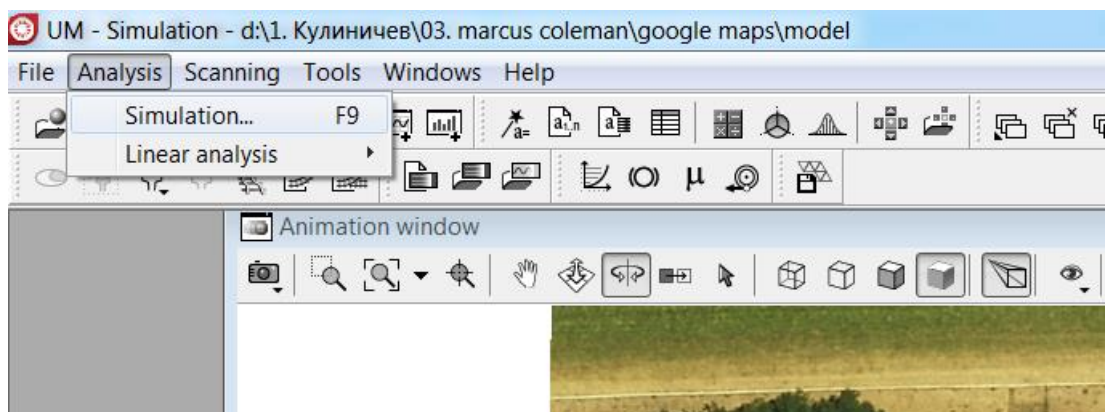 UM - Simulation - d:\1. Кулиничев\03. marcus coleman\google maps\model
File Analysis Scanning Tools Windows Help
Simulation... F9
Linear analysis
Animation window